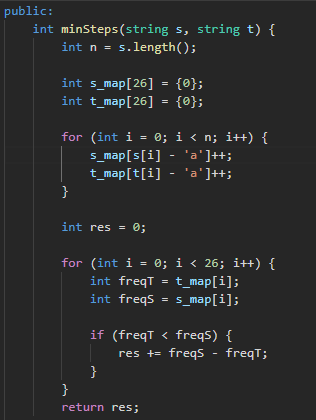 public:
    int minSteps(string s, string t) {
        int n = s.length();

        int s_map[26] = {0};
        int t_map[26] = {0};

        for (int i = 0; i < n; i++) {
            s_map[s[i] - 'a']++;
            t_map[t[i] - 'a']++;
        }

        int res = 0;

        for (int i = 0; i < 26; i++) {
            int freqT = t_map[i];
            int freqS = s_map[i];

            if (freqT < freqS) {
                res += freqS - freqT;
            }
        }
        return res;